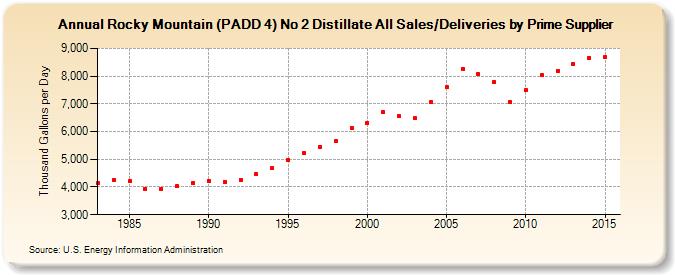 Annual Rocky Mountain (PADD 4) No 2 Distillate All Sales/Deliveries by Prime Supplier
Thousand Gallons per Day
9,000
8,000
7,000
6,000
5,000
4,000
3,000
1985 1990 1995 2000 2005 2010 2015
Source: U.S. Energy Information Administration